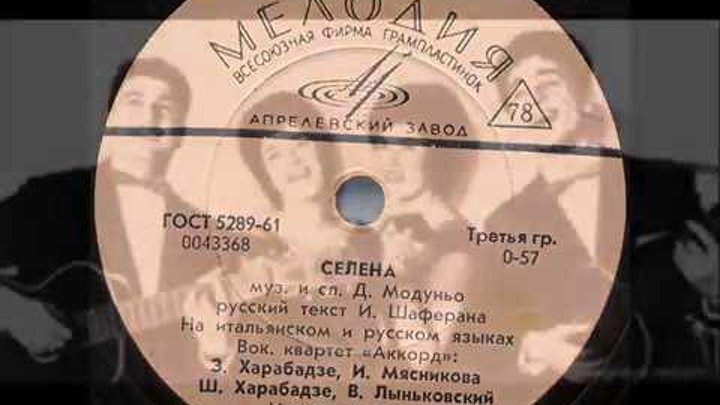 МЕЛОДИЯ
ВСЕСОЮЗНАЯ ФИРМА ГРАМПЛАСТИНОК
78
АПРЕЛЕВСКИЙ ЗАВОД
ГОСТ 5289-61
0043368
Третья гр.
0-57
СЕЛЕНА
муз. и сл. Д. Модуньо
русский текст И. Шаферана
На итальянском и русском языках
Вок. квартет «Аккорд»:
З. Харабадзе, И. Мясникова
Ш. Харабадзе, В. Лыньковский